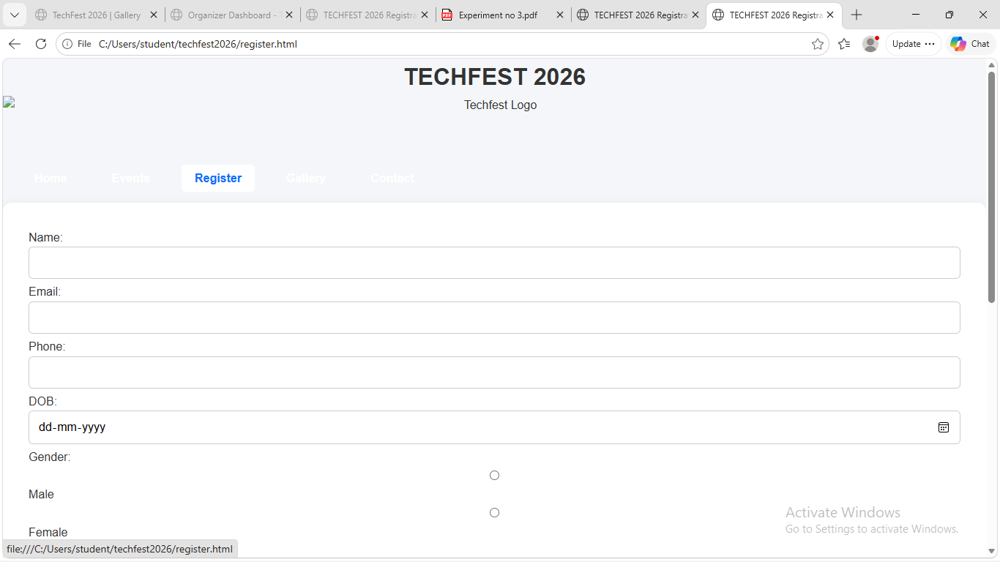 TechFest 2026 | Gallery
Organizer Dashboard -
TECHFEST 2026 Registra
Experiment no 3.pdf
TECHFEST 2026 Registra
TECHFEST 2026 Registra
File C:/Users/student/techfest2026/register.html
Update
Chat
TECHFEST 2026
Techfest Logo
Home Events Register Gallery Contact
Name:
Email:
Phone:
DOB:
dd-mm-yyyy
Gender:
Male
Female
Activate Windows
Go to Settings to activate Windows.
file:///C:/Users/student/techfest2026/register.html